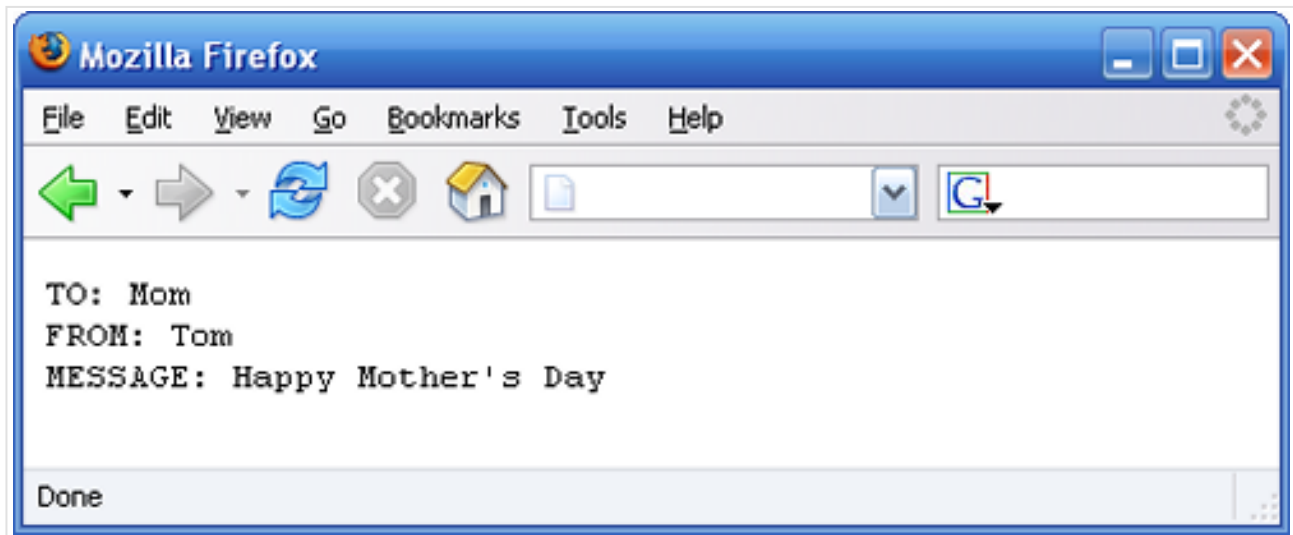 Mozilla Firefox
File Edit View Go Bookmarks Tools Help
G
TO: Mom
FROM: Tom
MESSAGE: Happy Mother's Day
Done